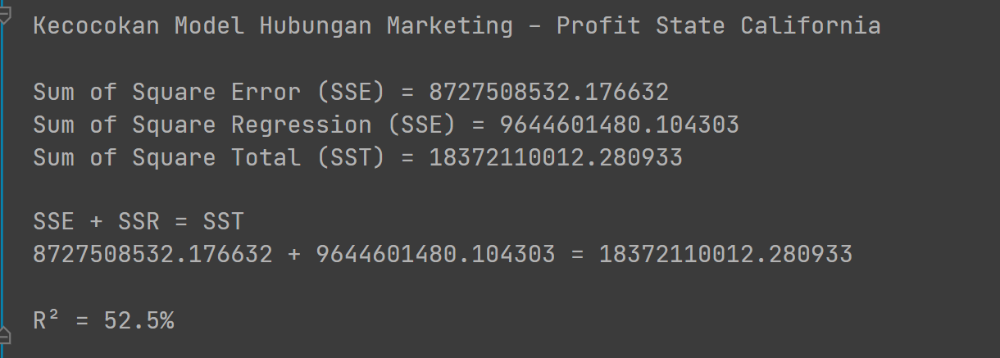 Kecocokan Model Hubungan Marketing - Profit State California
Sum of Square Error (SSE) = 8727508532.176632
Sum of Square Regression (SSE) = 9644601480.104303
Sum of Square Total (SST) = 18372110012.280933
SSE + SSR = SST
8727508532.176632 + 9644601480.104303 = 18372110012.280933
R² = 52.5%